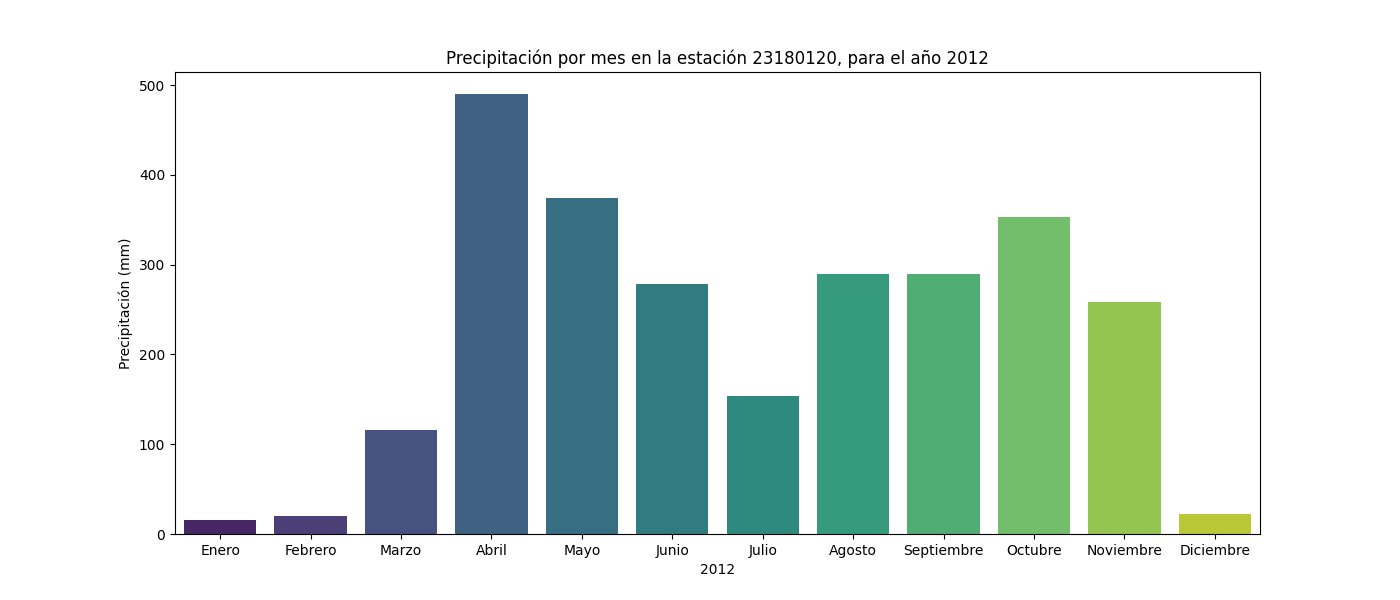 Precipitación por mes en la estación 23180120, para el año 2012
Precipitación (mm)
500
400
300
200
100
0
Enero Febrero Marzo Abril Mayo Junio Julio Agosto Septiembre Octubre Noviembre Diciembre
2012